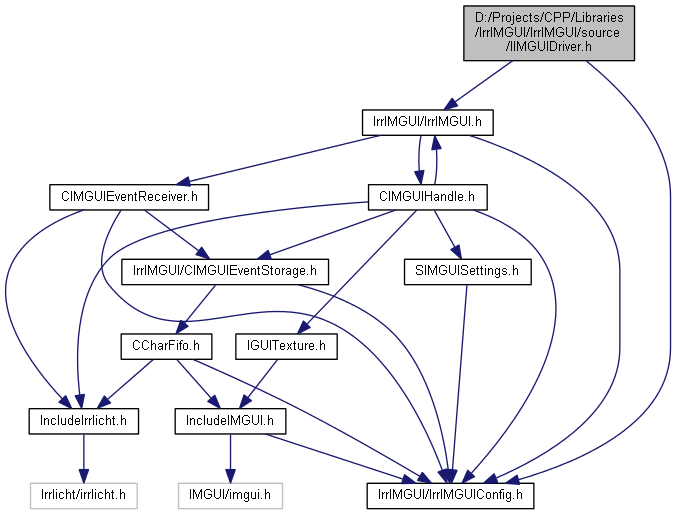 D:/Projects/CPP/Libraries
/IrrIMGUI/IrrIMGUI/source
/IIMGUIDriver.h
IrrIMGUI/IrrIMGUI.h
CIMGUIEventReceiver.h
CIMGUIHandle.h
IrrIMGUI/CIMGUIEventStorage.h
SIMGUISettings.h
CCharFifo.h
IGUITexture.h
IncludeIrrlicht.h
IncludeIMGUI.h
Irrlicht/irrlicht.h
IMGUI/imgui.h
IrrIMGUI/IrrIMGUIConfig.h